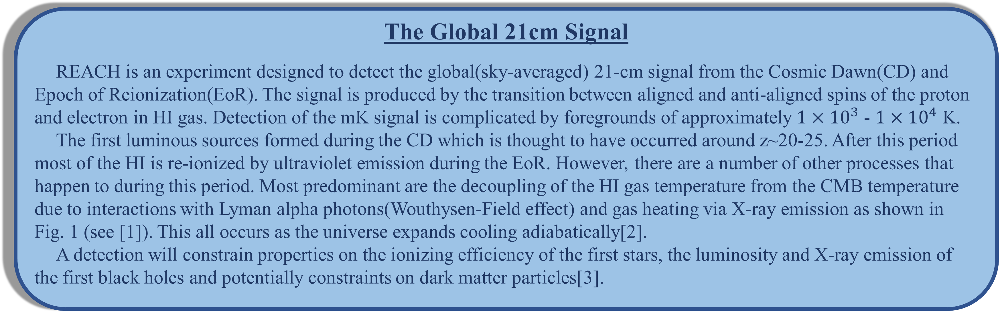 The Global 21cm Signal
REACH is an experiment designed to detect the global(sky-averaged) 21-cm signal from the Cosmic Dawn(CD) and
Epoch of Reionization(EoR). The signal is produced by the transition between aligned and anti-aligned spins of the proton
and electron in HI gas. Detection of the mK signal is complicated by foregrounds of approximately 1 × 10³ - 1 × 10⁴ K.
The first luminous sources formed during the CD which is thought to have occurred around z~20-25. After this period
most of the HI is re-ionized by ultraviolet emission during the EoR. However, there are a number of other processes that
happen to during this period. Most predominant are the decoupling of the HI gas temperature from the CMB temperature
due to interactions with Lyman alpha photons(Wouthysen-Field effect) and gas heating via X-ray emission as shown in
Fig. 1 (see [1]). This all occurs as the universe expands cooling adiabatically[2].
A detection will constrain properties on the ionizing efficiency of the first stars, the luminosity and X-ray emission of
the first black holes and potentially constraints on dark matter particles[3].